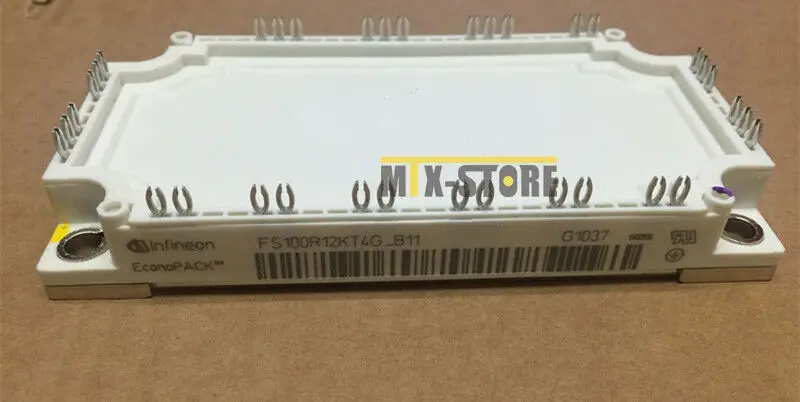 MTX-STORE
Infineon FS100R12KT4G_B11 G1037
EconoPACK™